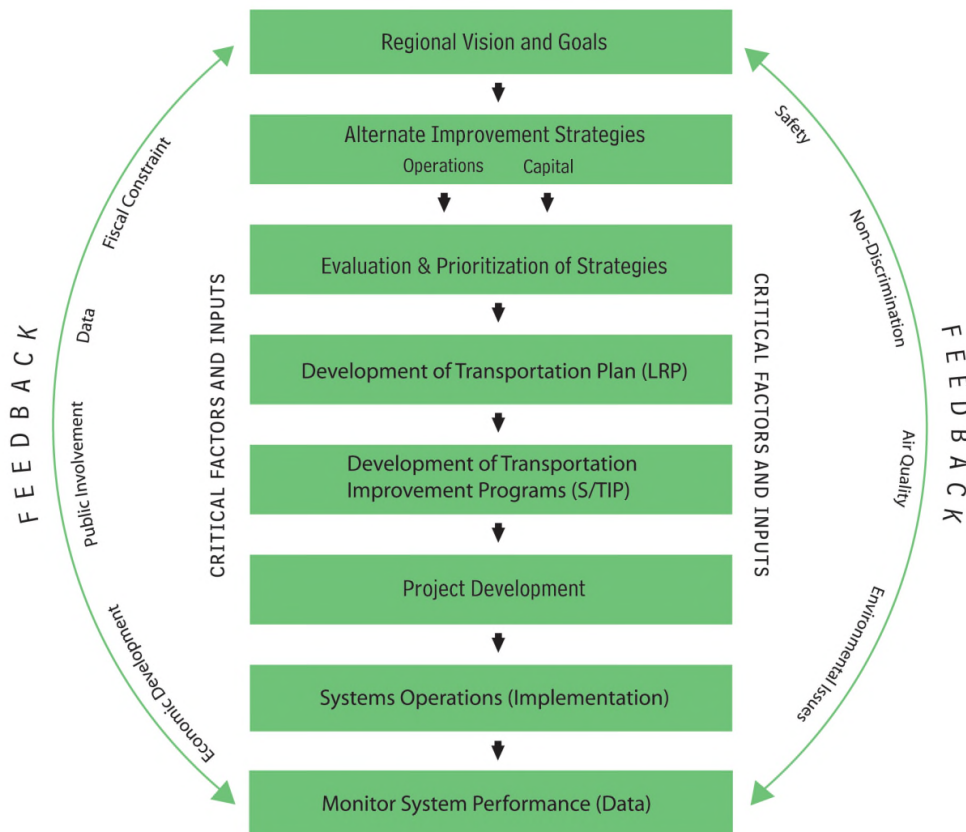 Regional Vision and Goals
Alternate Improvement Strategies
Operations Capital
Evaluation & Prioritization of Strategies
Development of Transportation Plan (LRP)
Development of Transportation
Improvement Programs (S/TIP)
Project Development
Systems Operations (Implementation)
Monitor System Performance (Data)
FEEDBACK
Fiscal Constraint
Data
Public Involvement
Economic Development
CRITICAL FACTORS AND INPUTS
CRITICAL FACTORS AND INPUTS
Safety
Non-Discrimination
Air Quality
Environmental Issues
FEEDBACK